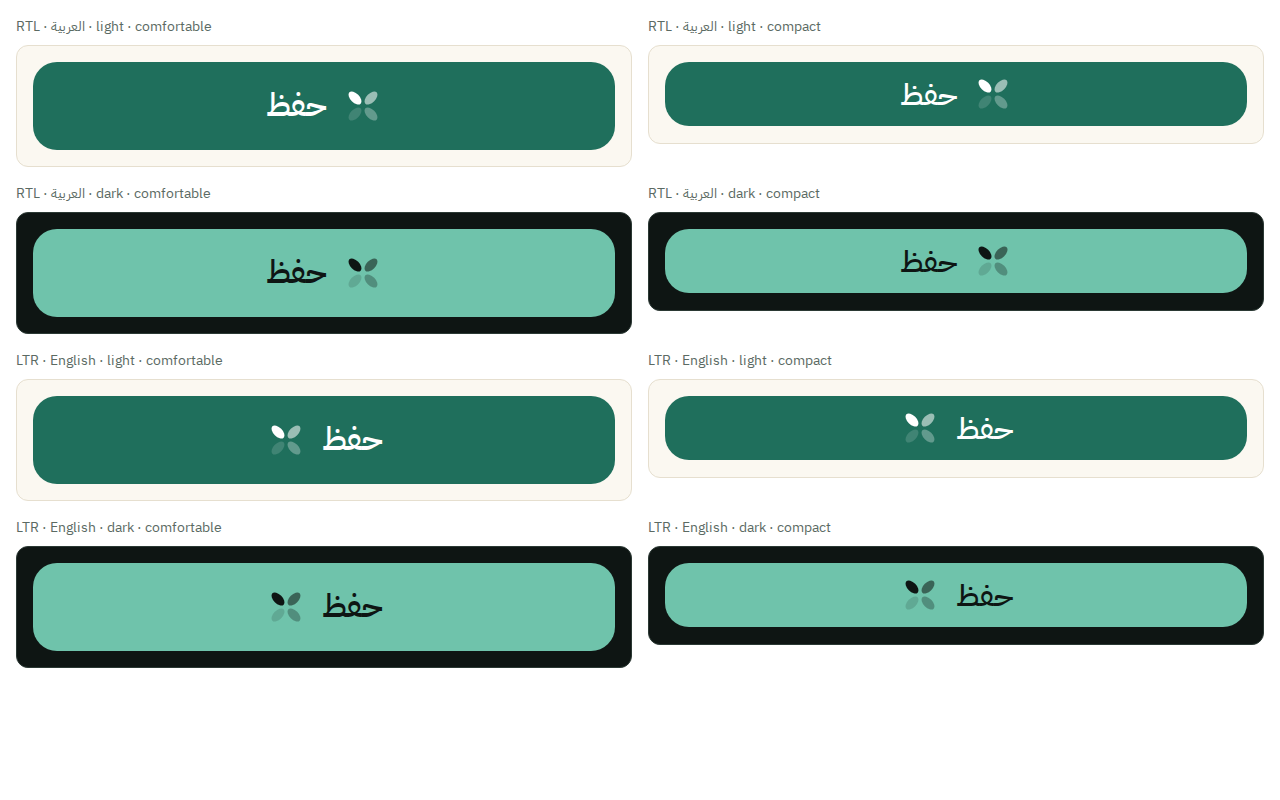 RTL · العربية · light · comfortable
حفظ
RTL · العربية · light · compact
حفظ
RTL · العربية · dark · comfortable
حفظ
RTL · العربية · dark · compact
حفظ
LTR · English · light · comfortable
حفظ
LTR · English · light · compact
حفظ
LTR · English · dark · comfortable
حفظ
LTR · English · dark · compact
حفظ